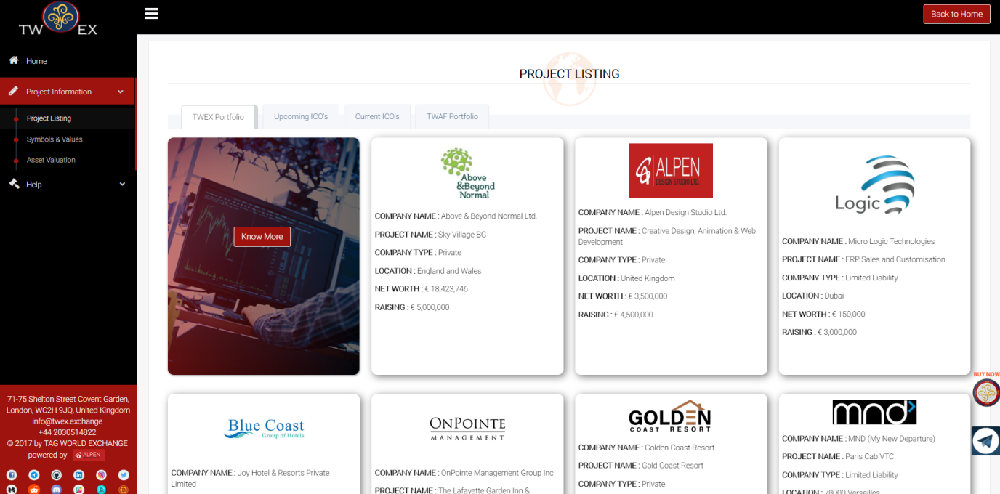 TW EX
Back to Home
Home
Project Information
Project Listing
Symbols & Values
Asset Valuation
Help
71-75 Shelton Street Covent Garden,
London, WC2H 9JQ, United Kingdom
info@twex.exchange
+44 2030514822
© 2017 by TAG WORLD EXCHANGE
powered by ALPEN
PROJECT LISTING
TWEX Portfolio
Upcoming ICO's
Current ICO's
TWAF Portfolio
Know More
Above
&Beyond
Normal
COMPANY NAME : Above & Beyond Normal Ltd.
PROJECT NAME : Sky Village BG
COMPANY TYPE : Private
LOCATION : England and Wales
NET WORTH : € 18,423,746
RAISING : € 5,000,000
ALPEN
DESIGN STUDIO LTD.
COMPANY NAME : Alpen Design Studio Ltd.
PROJECT NAME : Creative Design, Animation & Web
Development
COMPANY TYPE : Private
LOCATION : United Kingdom
NET WORTH : € 3,500,000
RAISING : € 4,500,000
Logic
COMPANY NAME : Micro Logic Technologies
PROJECT NAME : ERP Sales and Customisation
COMPANY TYPE : Limited Liability
LOCATION : Dubai
NET WORTH : € 150,000
RAISING : € 3,000,000
BUY NOW
Blue Coast
Group of Hotels
COMPANY NAME : Joy Hotel & Resorts Private
Limited
ONPOINTE
MANAGEMENT
COMPANY NAME : OnPointe Management Group Inc
PROJECT NAME : The Lafayette Garden Inn &
GOLDEN
COAST RESORT
COMPANY NAME : Golden Coast Resort
PROJECT NAME : Gold Coast Resort
COMPANY TYPE : Private
mnd
COMPANY NAME : MND (My New Departure)
PROJECT NAME : Paris Cab VTC
COMPANY TYPE : Limited Liability
LOCATION : 78000 Versailles